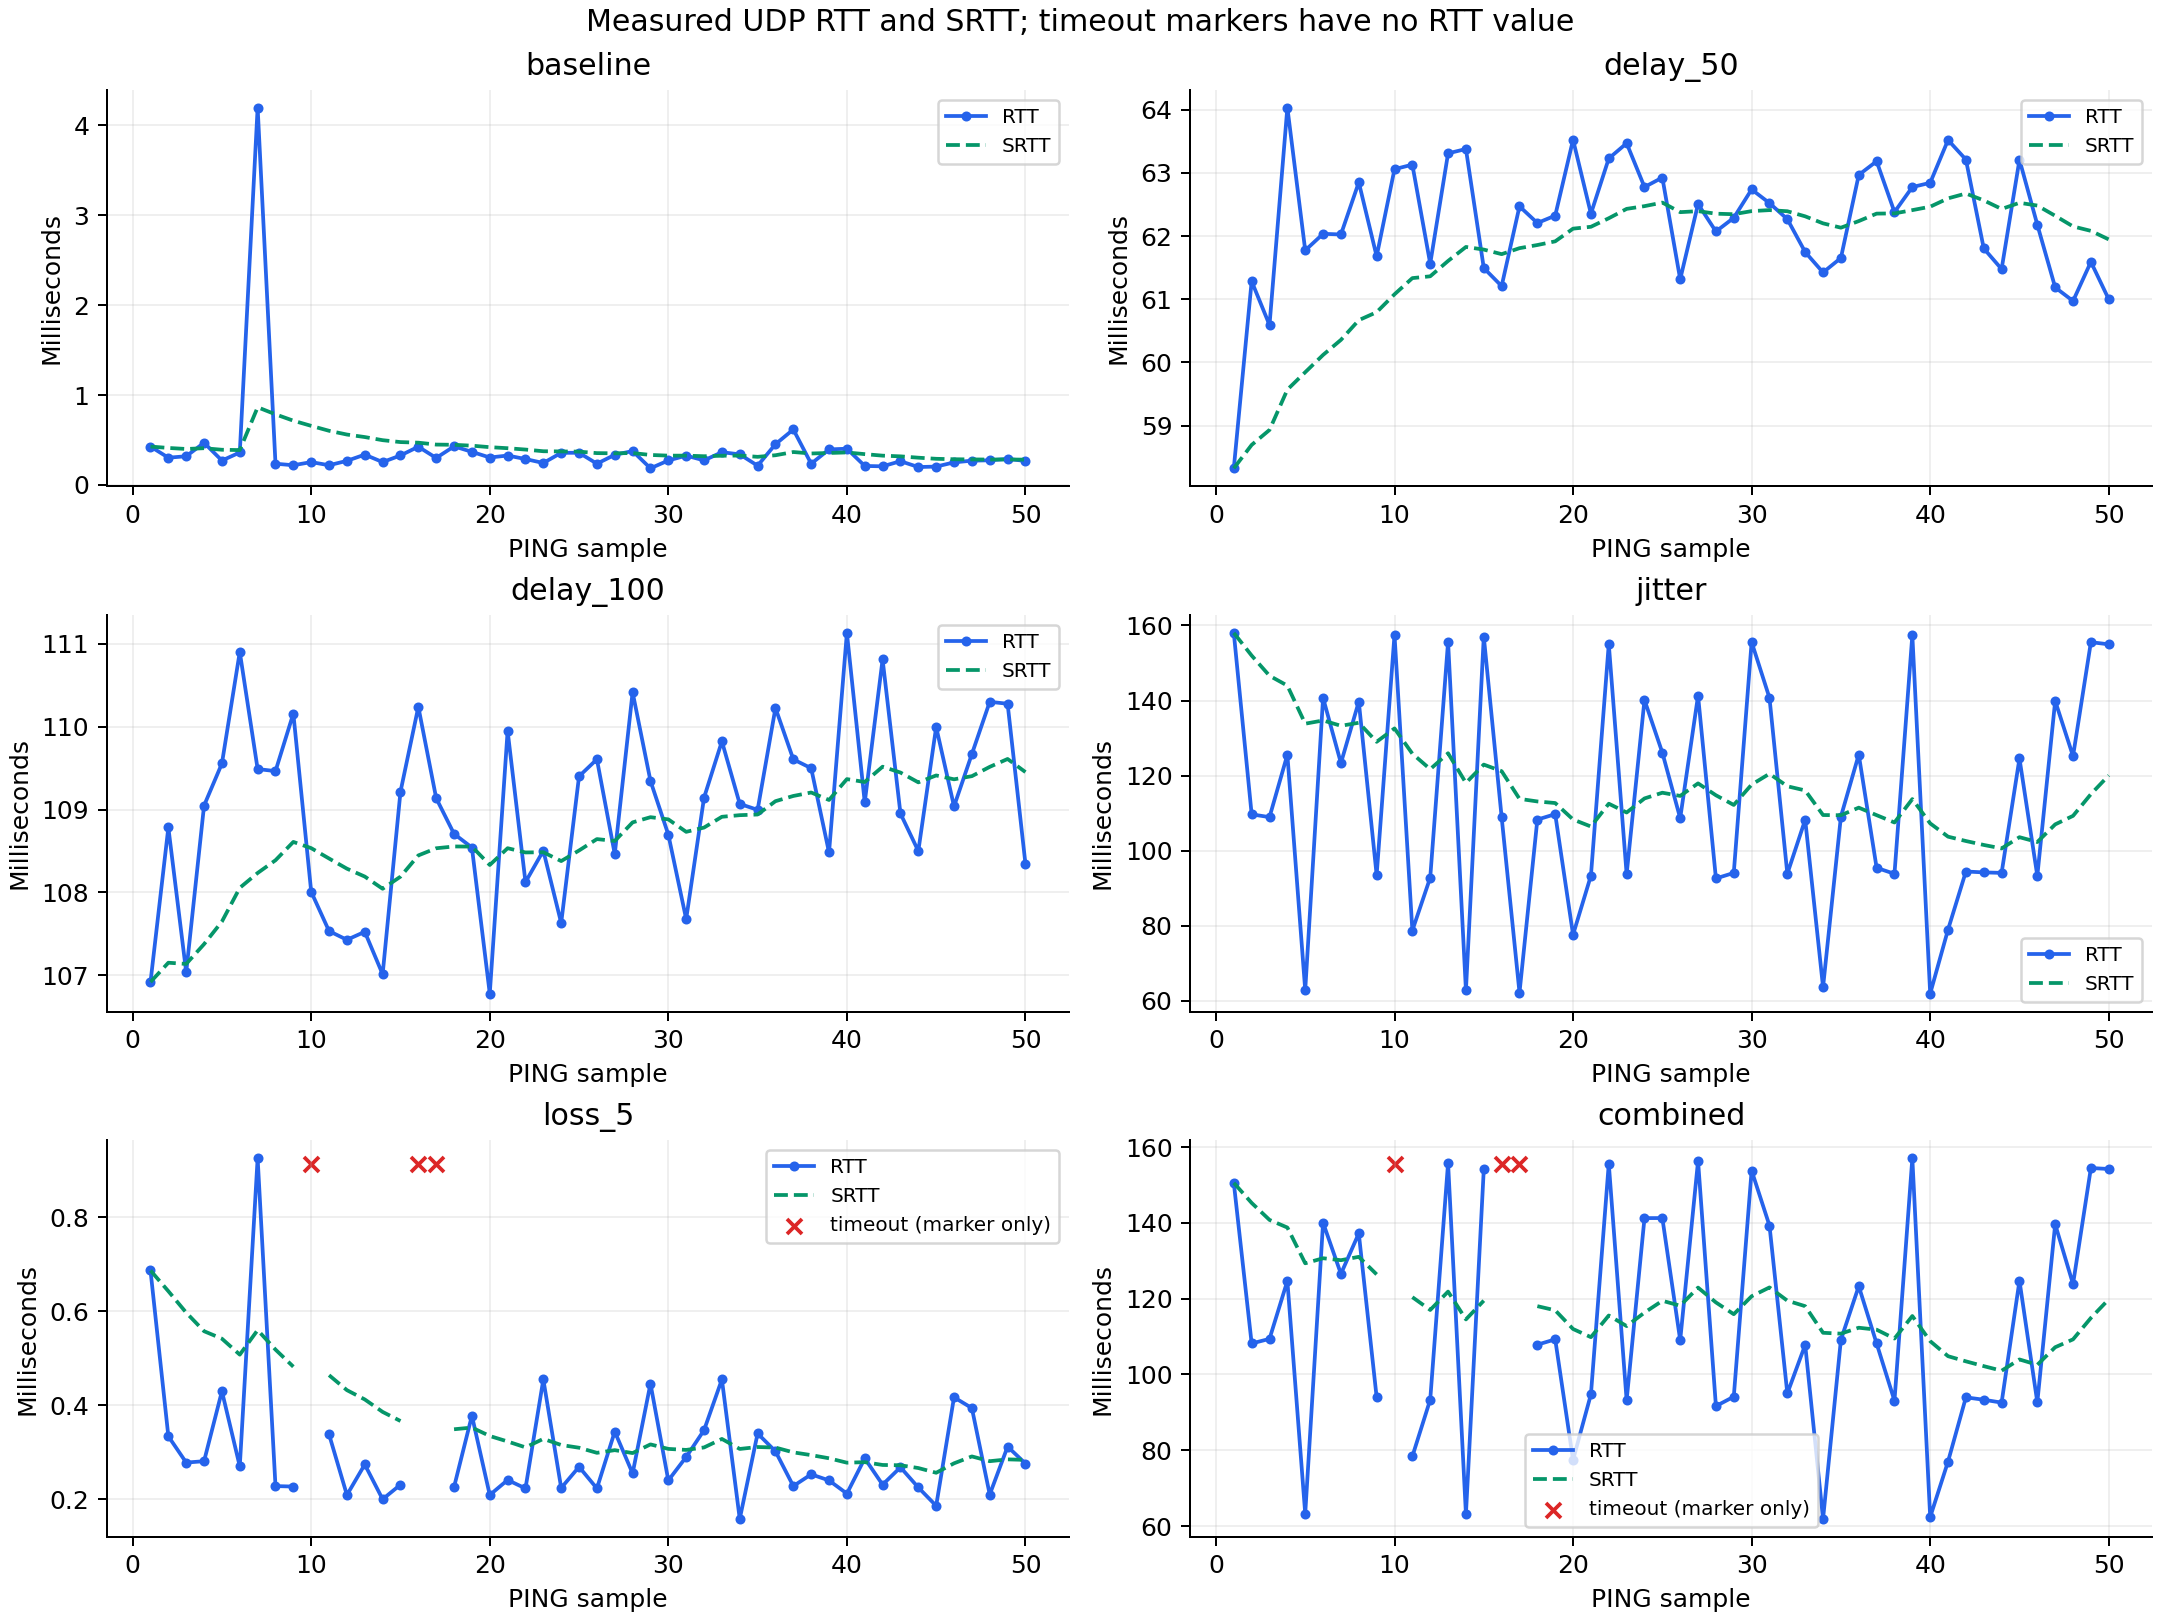 Measured UDP RTT and SRTT; timeout markers have no RTT value
baseline
Milliseconds
4
3
2
1
0
0 10 20 30 40 50
PING sample
RTT
SRTT
delay_50
Milliseconds
64
63
62
61
60
59
0 10 20 30 40 50
PING sample
RTT
SRTT
delay_100
Milliseconds
111
110
109
108
107
0 10 20 30 40 50
PING sample
RTT
SRTT
jitter
Milliseconds
160
140
120
100
80
60
0 10 20 30 40 50
PING sample
RTT
SRTT
loss_5
Milliseconds
0.8
0.6
0.4
0.2
0 10 20 30 40 50
PING sample
RTT
SRTT
timeout (marker only)
combined
Milliseconds
160
140
120
100
80
60
0 10 20 30 40 50
PING sample
RTT
SRTT
timeout (marker only)